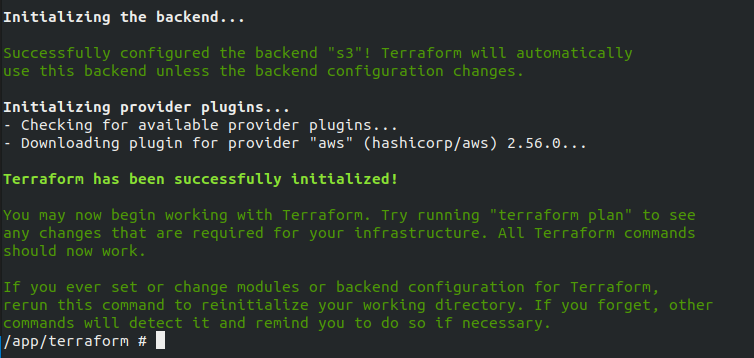 Initializing the backend...
Successfully configured the backend "s3"! Terraform will automatically
use this backend unless the backend configuration changes.
Initializing provider plugins...
- Checking for available provider plugins...
- Downloading plugin for provider "aws" (hashicorp/aws) 2.56.0...
Terraform has been successfully initialized!
You may now begin working with Terraform. Try running "terraform plan" to see
any changes that are required for your infrastructure. All Terraform commands
should now work.
If you ever set or change modules or backend configuration for Terraform,
rerun this command to reinitialize your working directory. If you forget, other
commands will detect it and remind you to do so if necessary.
/app/terraform #